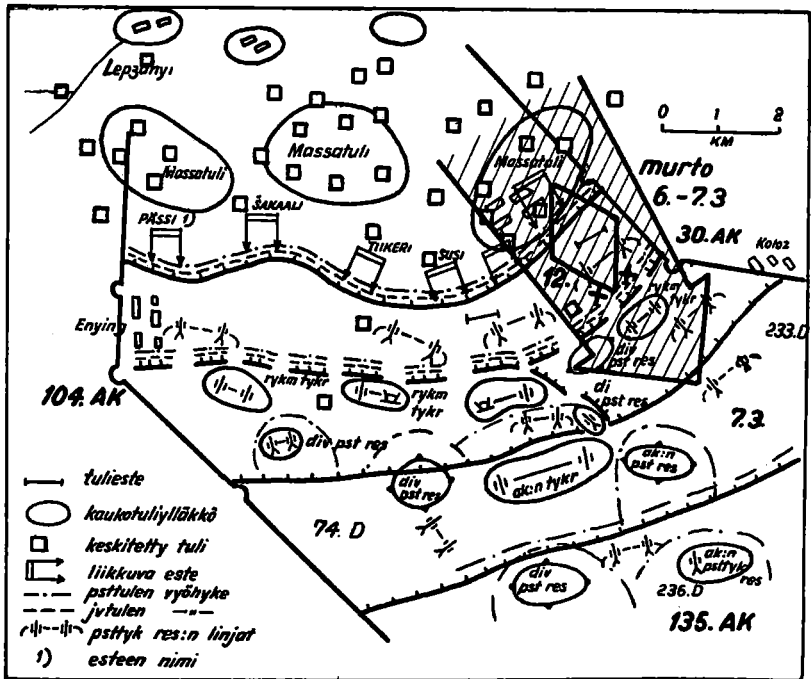 Lepsényi
0 1 2
KM
Massatuli
Massatuli
Massatuli
murto
6.-7.3
30.AK
PÄSSI 1)
ŠAKAALI
TIIKERI
SUSI
12.
Enying
rykm tykr
233.D
div
pst res
104. AK
rykm tykr
rykm
tykr
di
pst res
7.3.
div pst res
div
pst res
ak:n tykr
ak:n
pst res
74. D
div
pst res
ak:n
psttyk
res
236.D
135. AK
tulieste
kaukotuliylläkkö
keskitetty tuli
liikkuva este
psttulen vyöhyke
jvtulen —"—
psttyk res:n linjat
1) esteen nimi